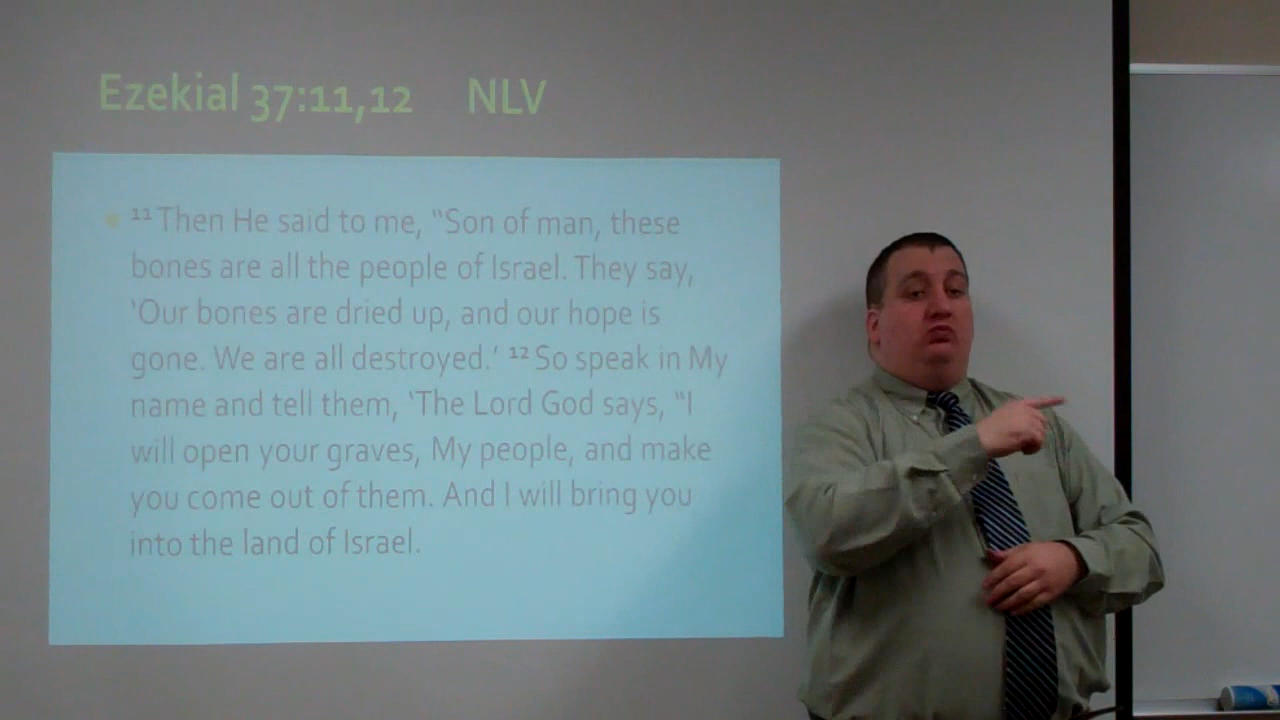 Ezekial 37:11,12 NLV
11 Then He said to me, "Son of man, these
bones are all the people of Israel. They say,
'Our bones are dried up, and our hope is
gone. We are all destroyed.' 12 So speak in My
name and tell them, 'The Lord God says, "I
will open your graves, My people, and make
you come out of them. And I will bring you
into the land of Israel.